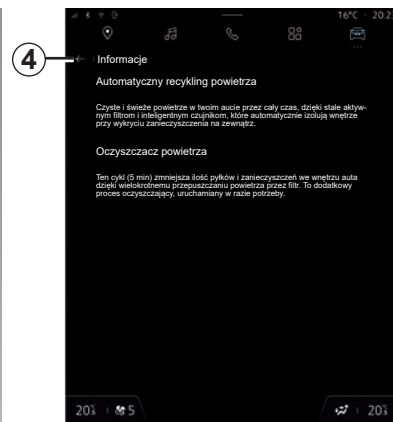 16°C · 20:2
4
← Informacje
Automatyczny recykling powietrza
Czyste i świeże powietrze w twoim aucie przez cały czas, dzięki stale aktyw-
nym filtrom i inteligentnym czujnikom, które automatycznie izolują wnętrze
przy wykryciu zanieczyszczenia na zewnątrz.
Oczyszczacz powietrza
Ten cykl (5 min) zmniejsza ilość pyłków i zanieczyszczeń we wnętrzu auta
dzięki wielokrotnemu przepuszczaniu powietrza przez filtr. To dodatkowy
proces oczyszczający, uruchamiany w razie potrzeby.
20 5 20